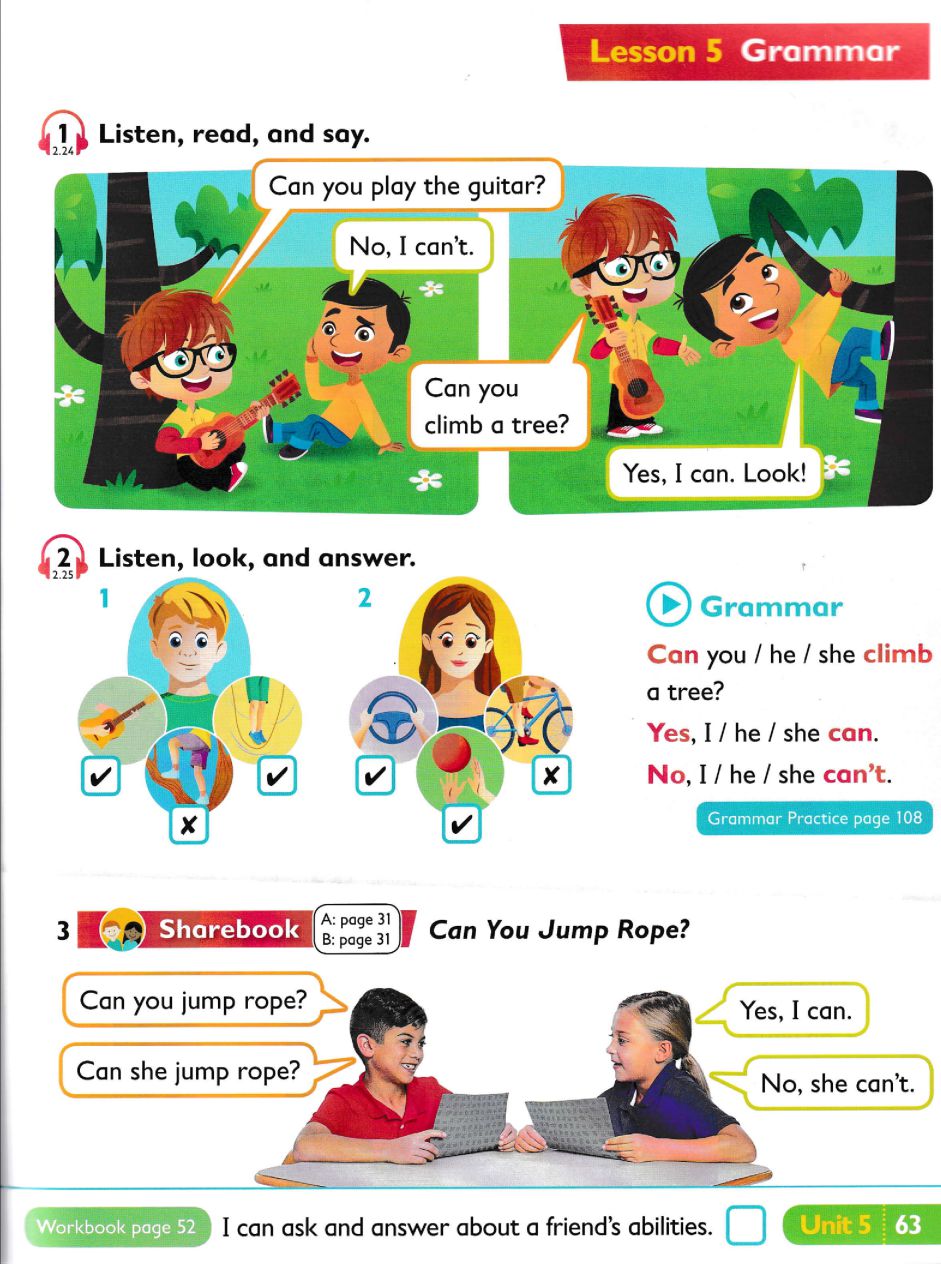 Lesson 5 Grammar
1
2.24
Listen, read, and say.
Can you play the guitar?
No, I can't.
Can you
climb a tree?
Yes, I can. Look!
2
2.25
Listen, look, and answer.
1
2
Grammar
Can you / he / she climb
a tree?
Yes, I / he / she can.
No, I / he / she can't.
Grammar Practice page 108
3
Sharebook
A: page 31
B: page 31
Can You Jump Rope?
Can you jump rope?
Yes, I can.
Can she jump rope?
No, she can't.
Workbook page 52
I can ask and answer about a friend's abilities.
Unit 5
63